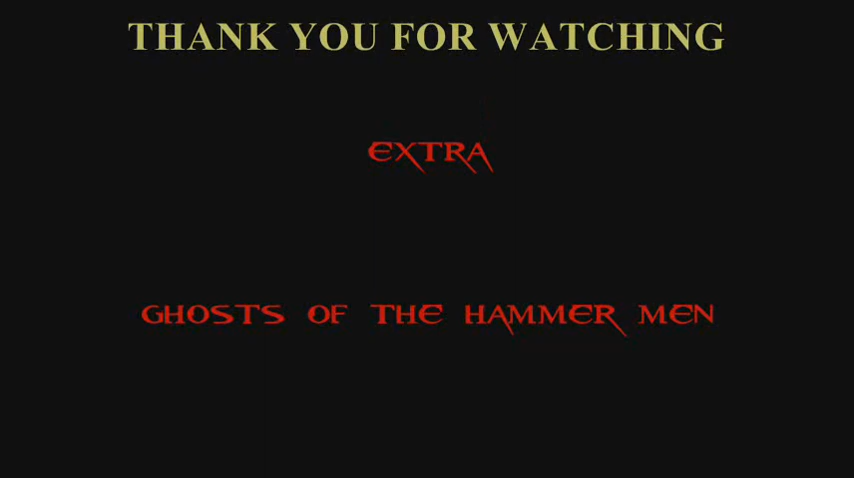 THANK YOU FOR WATCHING
EXTRA
GHOSTS OF THE HAMMER MEN